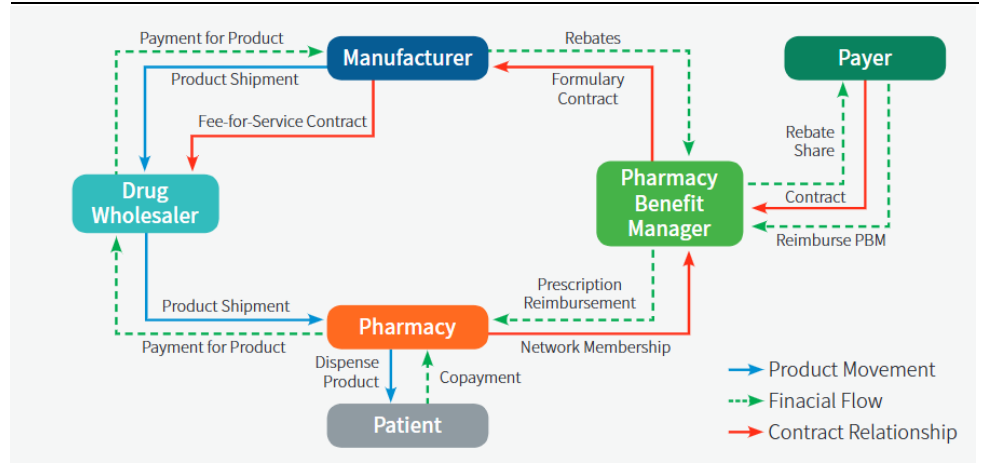 Payment for Product
Manufacturer
Rebates
Payer
Product Shipment
Formulary
Contract
Fee-for-Service Contract
Rebate
Share
Drug
Wholesaler
Pharmacy
Benefit
Manager
Contract
Reimburse PBM
Product Shipment
Prescription
Reimbursement
Pharmacy
Payment for Product
Network Membership
Dispense
Product
Copayment
Patient
Product Movement
Finacial Flow
Contract Relationship